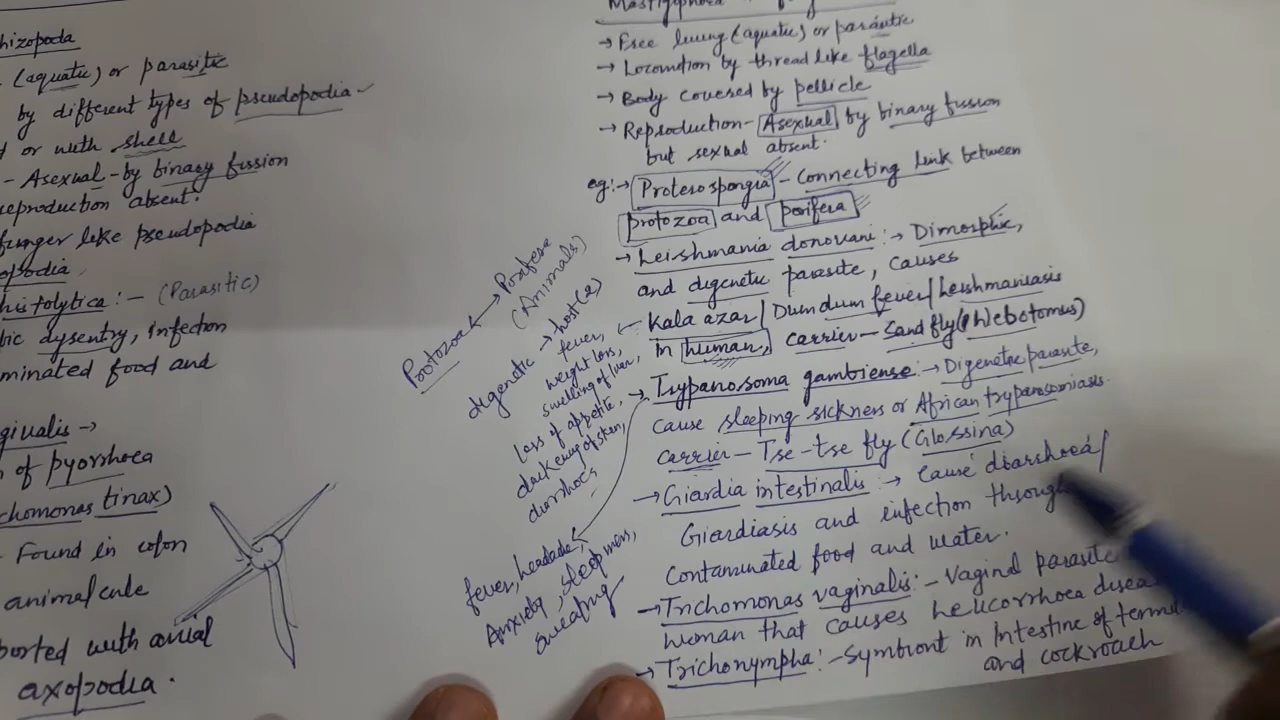 hizopoda
(aquatic) or parasitic
by different types of pseudopodia
or with shell
- Asexual - by binary fission
reproduction absent.
funger like pseudopodia
opodia
histolytica :- (Parasitic)
tic dysentry, infection
minated food and
givalis →
of pyorrhoea
chomonas tinax)
- Found in colon
animalcule
ported with axial
axopodia.
Protozoa
Porifera
(Animals)
digenetic → host(2)
fever,
weight loss,
swelling of liver,
loss of appetite,
darkening of skin,
diarrhoea
fever, headache,
Anxiety, sleepiness,
sweating
→ Free living (aquatic) or parasitic
→ Locomotion by thread like flagella
→ Body covered by pellicle
→ Reproduction - Asexual by binary fission
but sexual absent.
eg:→ Proterospongia - Connecting link between
protozoa and porifera
→ Leishmania donovani :→ Dimorphic,
and digenetic parasite, causes
Kala azar / Dum dum fever / Leishmaniasis
in human, carrier - Sand fly (Phlebotomus)
→ Trypanosoma gambiense :→ Digenetic parasite,
cause sleeping sickness or African trypanosomiasis.
carrier - Tse-tse fly (Glossina)
→ Giardia intestinalis → cause diarrhoea /
Giardiasis and infection through
Contaminated food and water.
→ Trichomonas vaginalis :- Vaginal parasite
woman that causes leucorrhoea
→ Trichonympha :- Symbiont in Intestine of
and cockroach